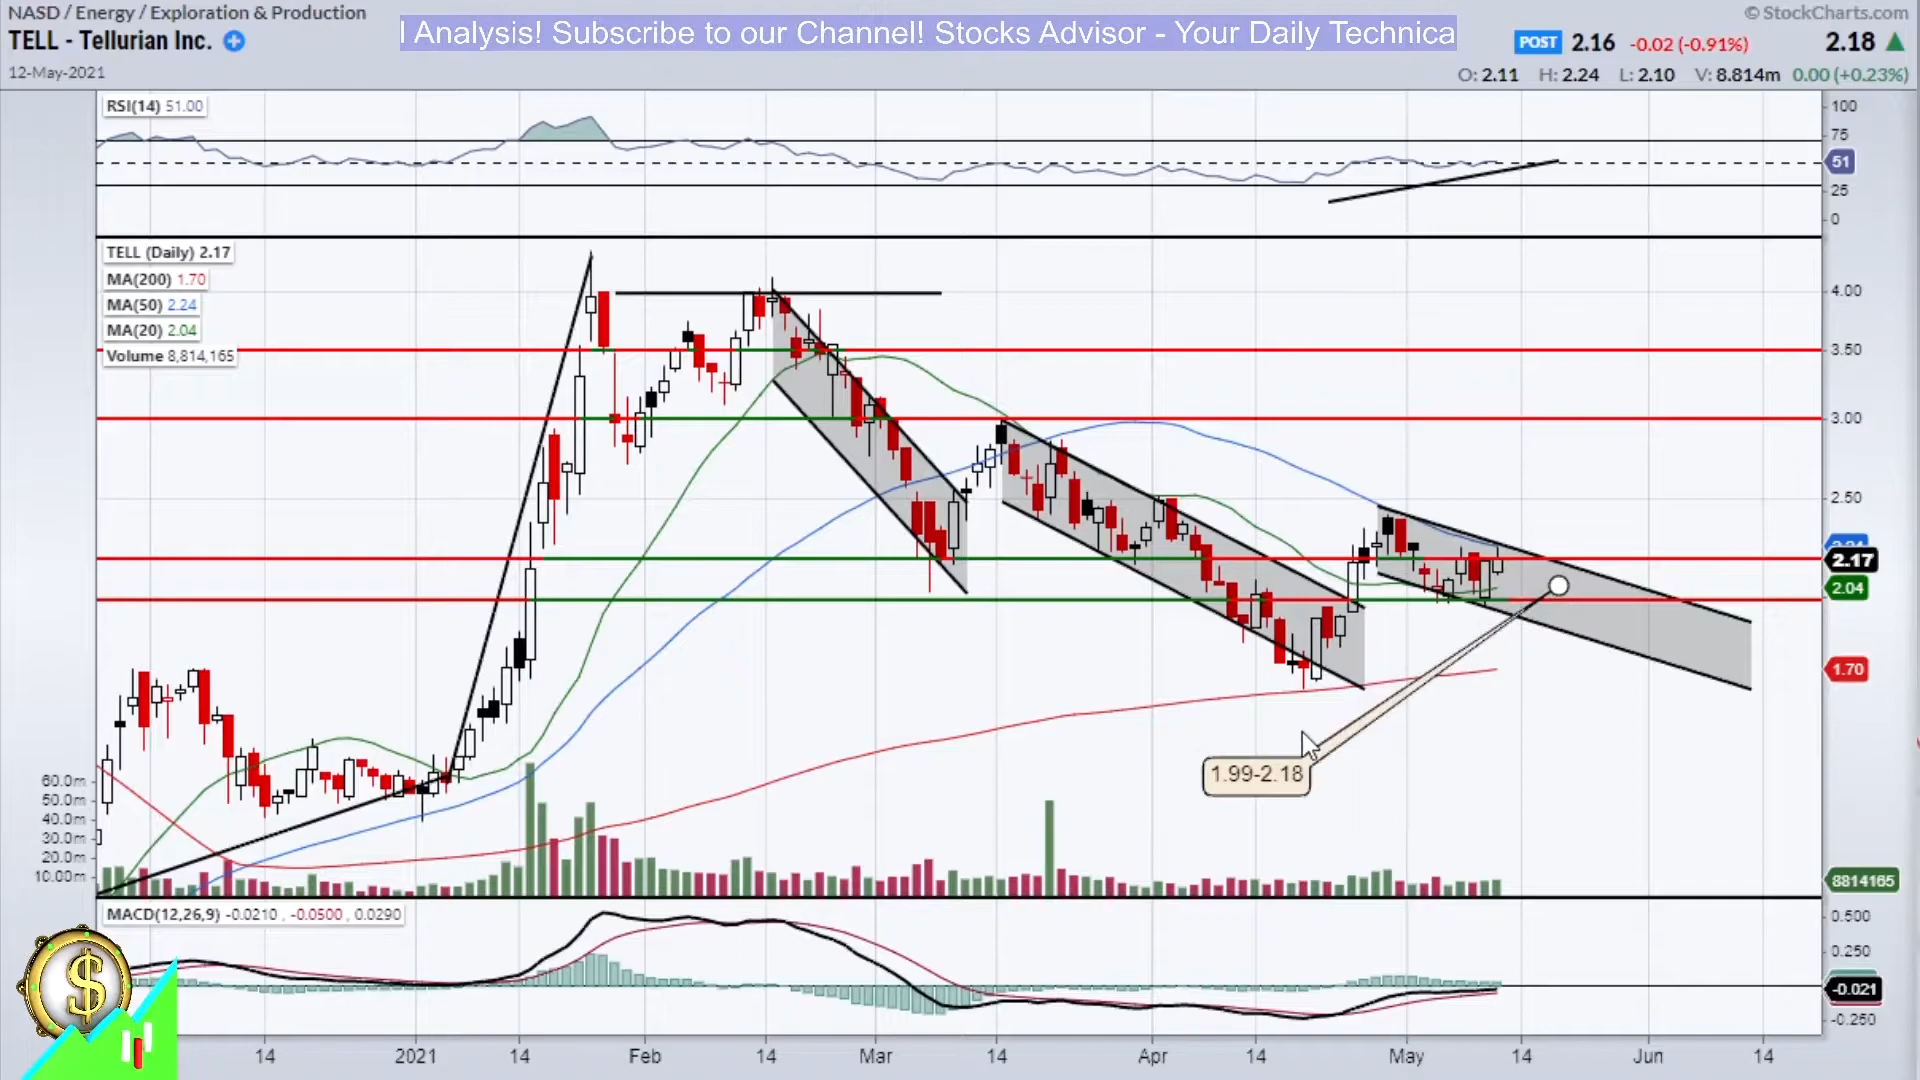 NASD / Energy / Exploration & Production
© StockCharts.com
l Analysis! Subscribe to our Channel! Stocks Advisor - Your Daily Technica
TELL - Tellurian Inc.
POST 2.16 -0.02 (-0.91%) 2.18
12-May-2021
O: 2.11 H: 2.24 L: 2.10 V: 8.814m 0.00 (+0.23%)
RSI(14) 51.00
100
75
51
25
0
TELL (Daily) 2.17
MA(200) 1.70
MA(50) 2.24
MA(20) 2.04
Volume 8,814,165
4.00
3.50
3.00
2.50
2.17
2.04
1.70
1.99-2.18
60.0m
50.0m
40.0m
30.0m
20.0m
10.00m
8814165
MACD(12,26,9) -0.0210 , -0.0500 , 0.0290
0.500
0.250
-0.021
-0.250
$
14 2021 14 Feb 14 Mar 14 Apr 14 May 14 Jun 14